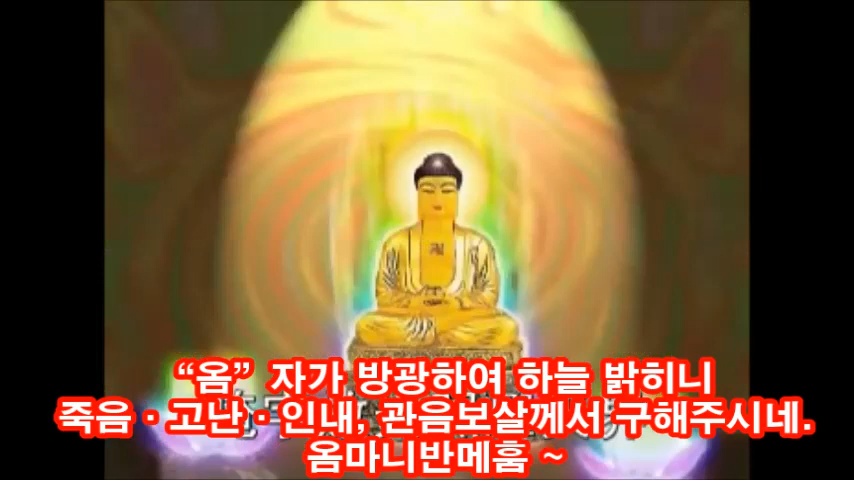 “옴” 자가 방광하여 하늘 밝히니
죽음·고난·인내, 관음보살께서 구해주시네.
옴마니반메훔 ~